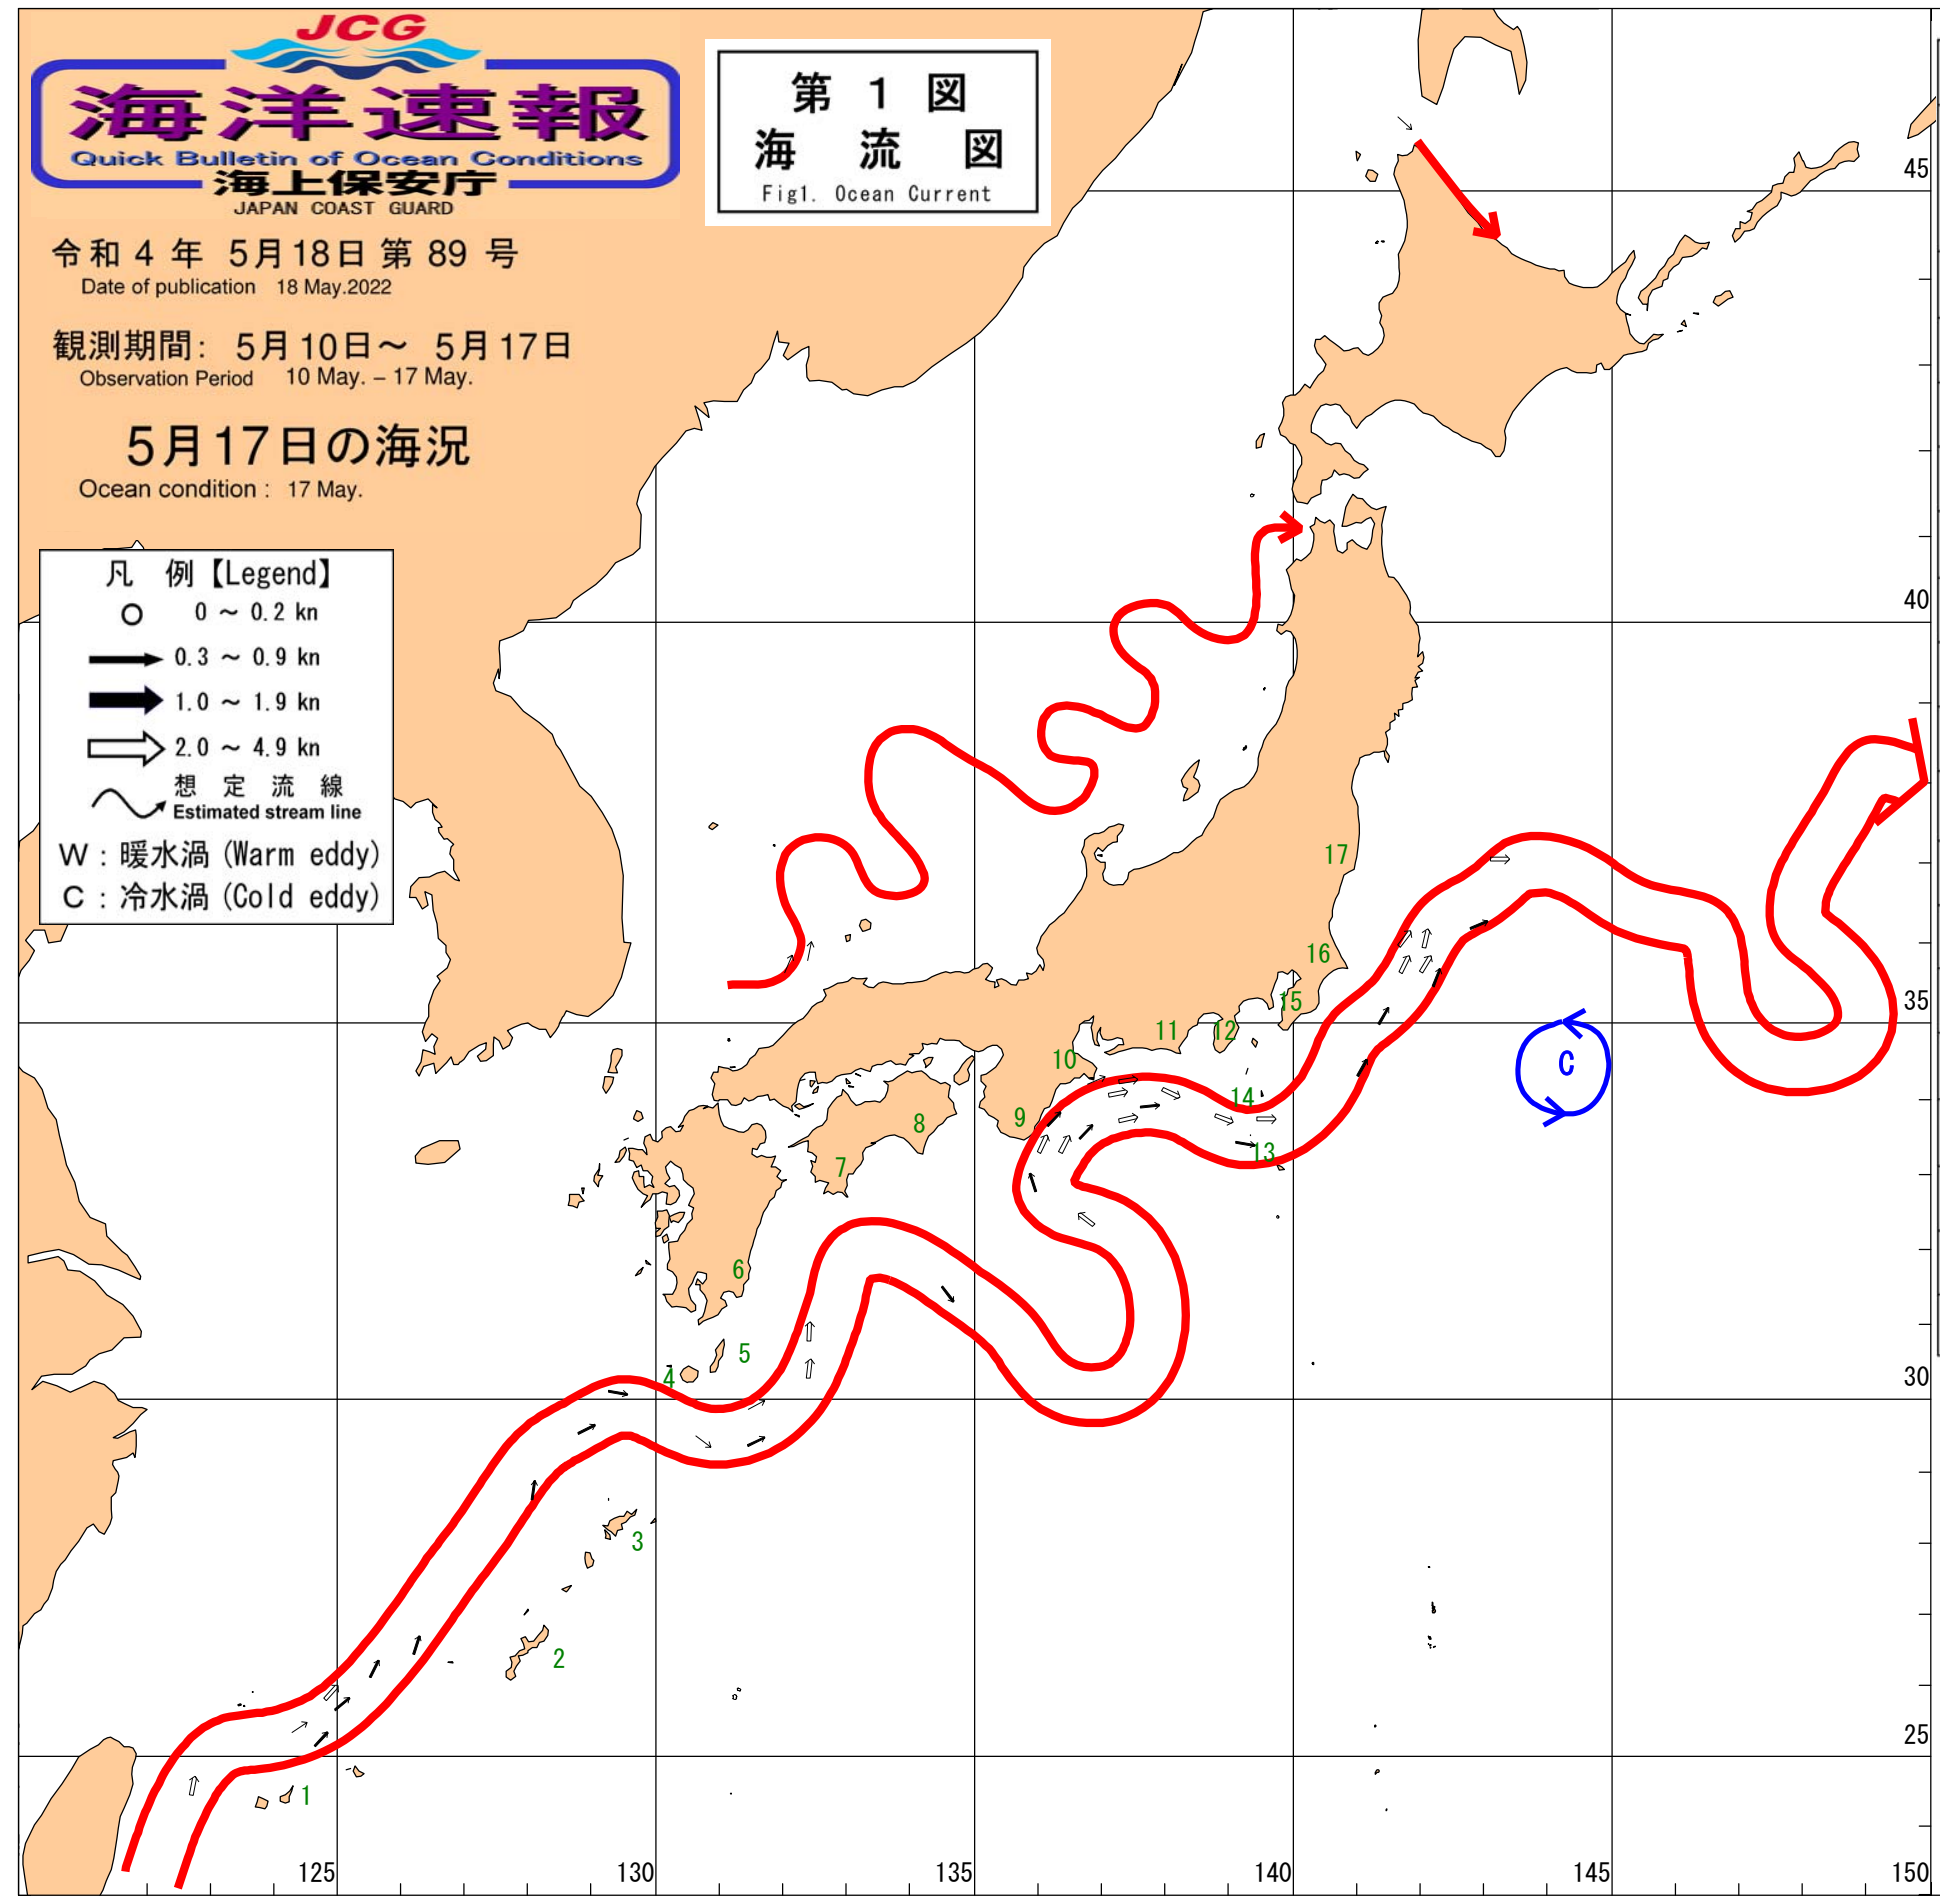 JCG
海洋速報
Quick Bulletin of Ocean Conditions
海上保安庁
JAPAN COAST GUARD
第 1 図
海 流 図
Fig1. Ocean Current
令和 4 年 5月18日 第 89 号
Date of publication 18 May.2022
観測期間: 5月10日～ 5月17日
Observation Period 10 May. – 17 May.
5月17日の海況
Ocean condition : 17 May.
凡 例【Legend】
0 ～ 0.2 kn
0.3 ～ 0.9 kn
1.0 ～ 1.9 kn
2.0 ～ 4.9 kn
想 定 流 線
Estimated stream line
W : 暖水渦 (Warm eddy)
C : 冷水渦 (Cold eddy)
45
40
17
16
35
15
12
11
10
C
14
9
8
13
7
6
5
4
30
3
2
25
1
125
130
135
140
145
150